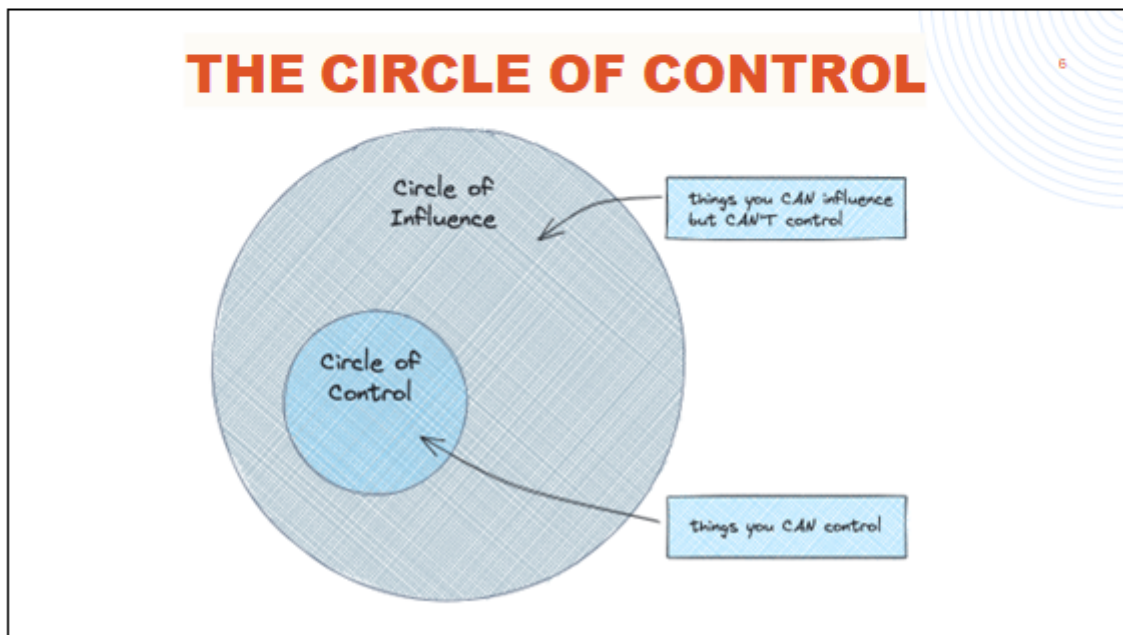 THE CIRCLE OF CONTROL
6
Circle of
Influence
things you CAN influence
but CAN'T control
Circle of
Control
things you CAN control